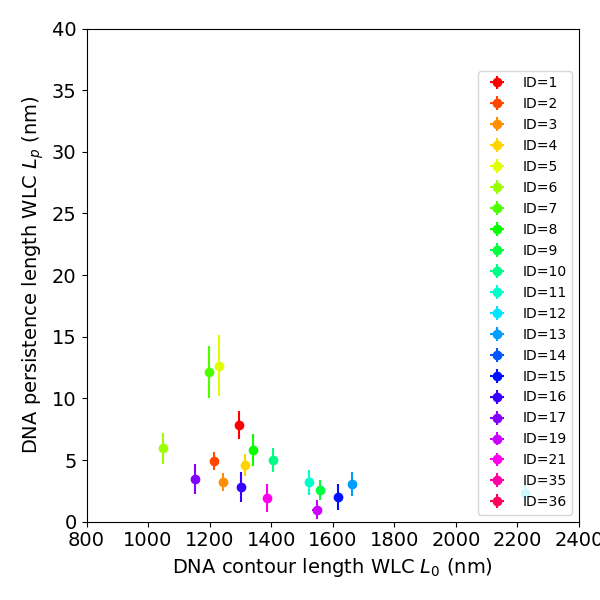 40
35
30
25
20
15
10
5
0
DNA persistence length WLC Lp (nm)
800 1000 1200 1400 1600 1800 2000 2200 2400
DNA contour length WLC L0 (nm)
ID=1
ID=2
ID=3
ID=4
ID=5
ID=6
ID=7
ID=8
ID=9
ID=10
ID=11
ID=12
ID=13
ID=14
ID=15
ID=16
ID=17
ID=19
ID=21
ID=35
ID=36